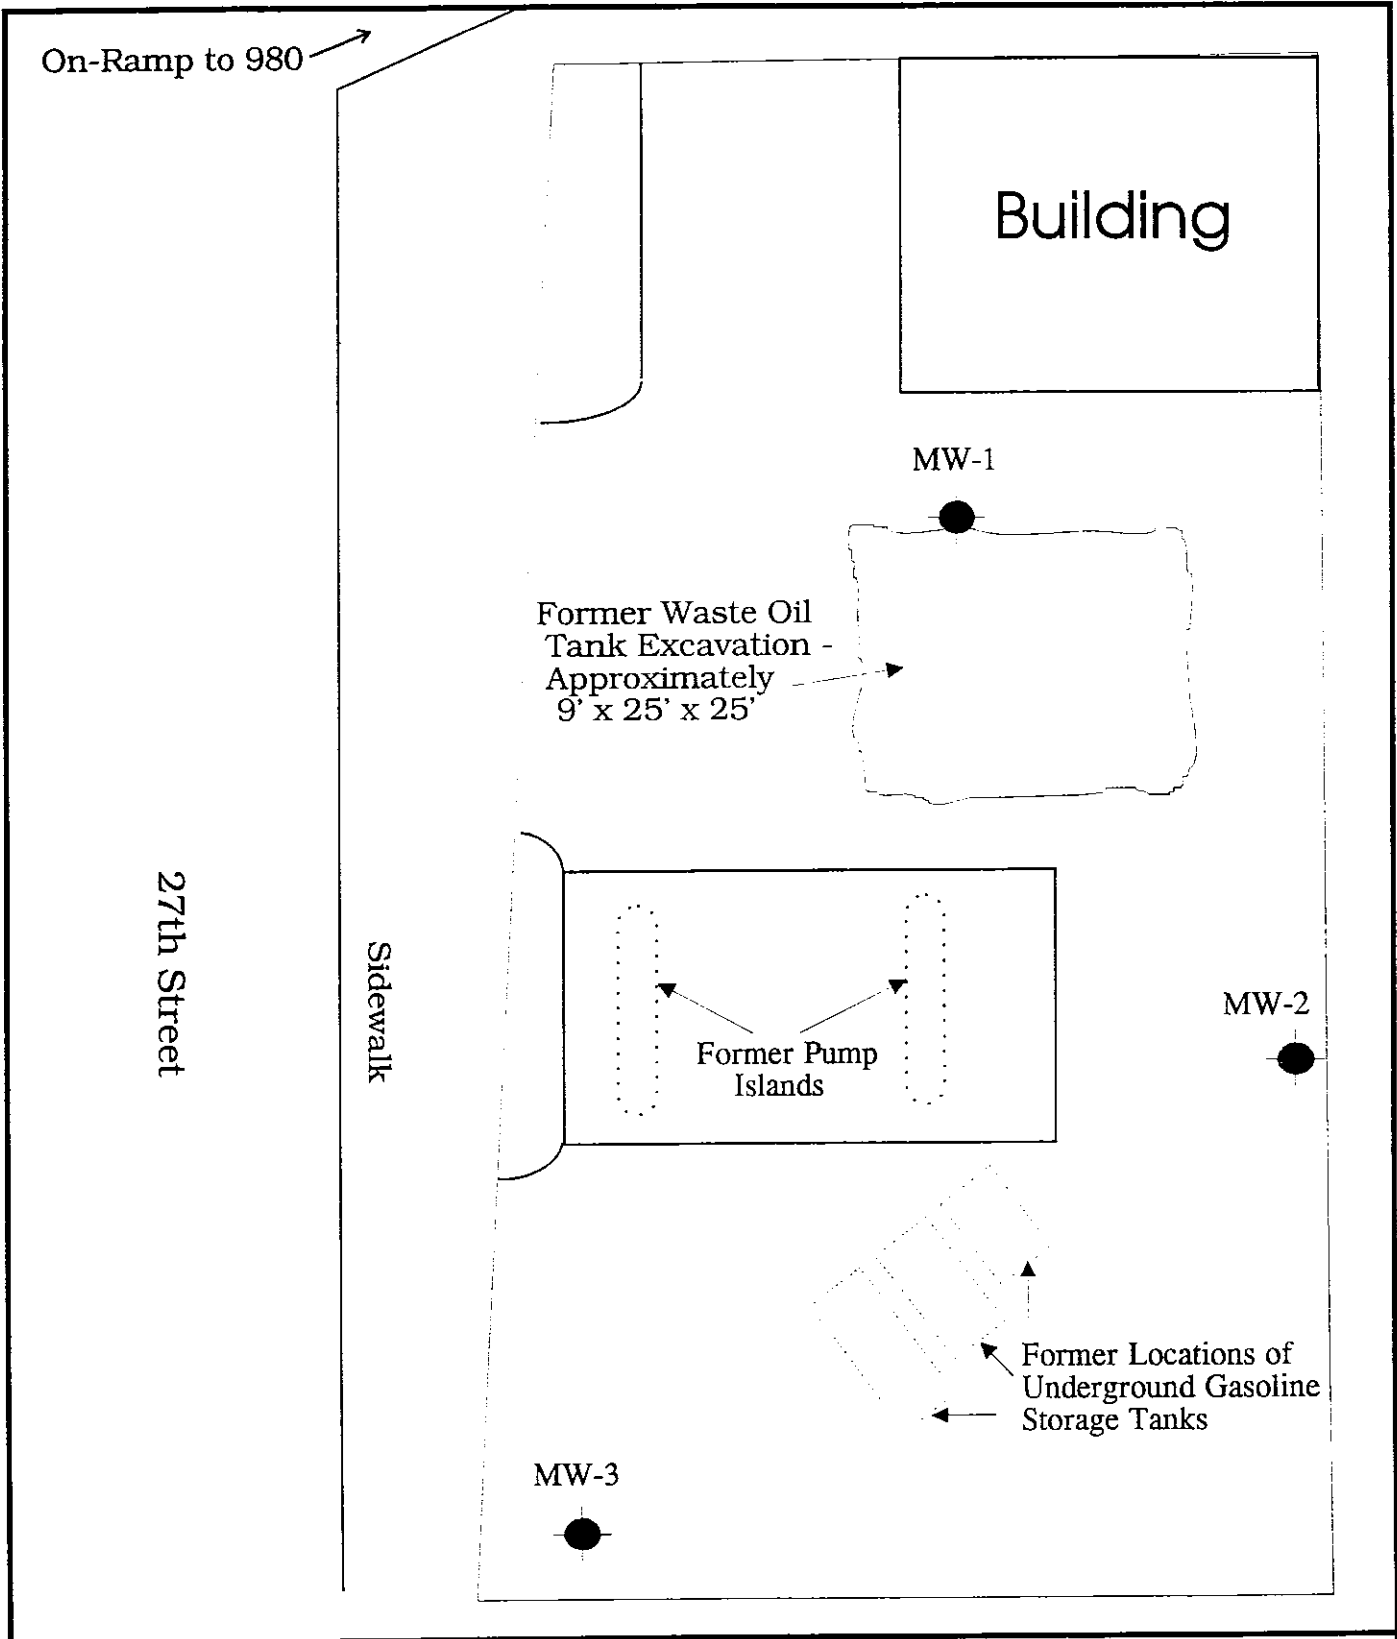 On-Ramp to 980
Building
MW-1
Former Waste Oil
Tank Excavation -
Approximately
9' x 25' x 25'
27th Street
Sidewalk
MW-2
Former Pump
Islands
Former Locations of
Underground Gasoline
Storage Tanks
MW-3